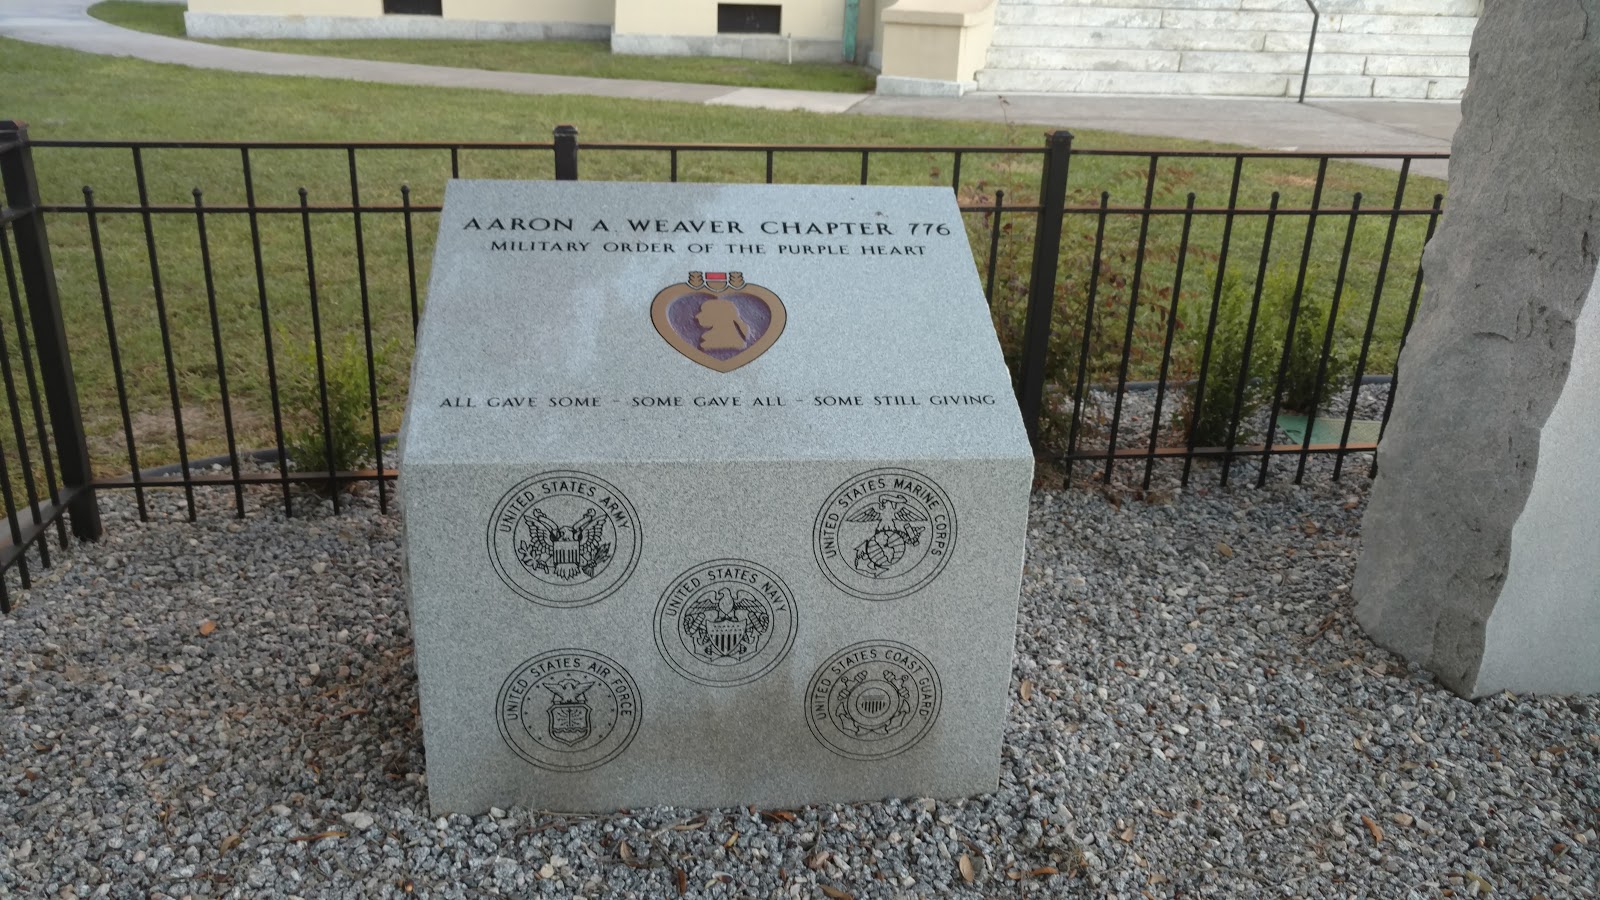 AARON A. WEAVER CHAPTER 776
MILITARY ORDER OF THE PURPLE HEART
ALL GAVE SOME - SOME GAVE ALL - SOME STILL GIVING
UNITED STATES ARMY
UNITED STATES MARINE CORPS
UNITED STATES NAVY
UNITED STATES AIR FORCE
UNITED STATES COAST GUARD